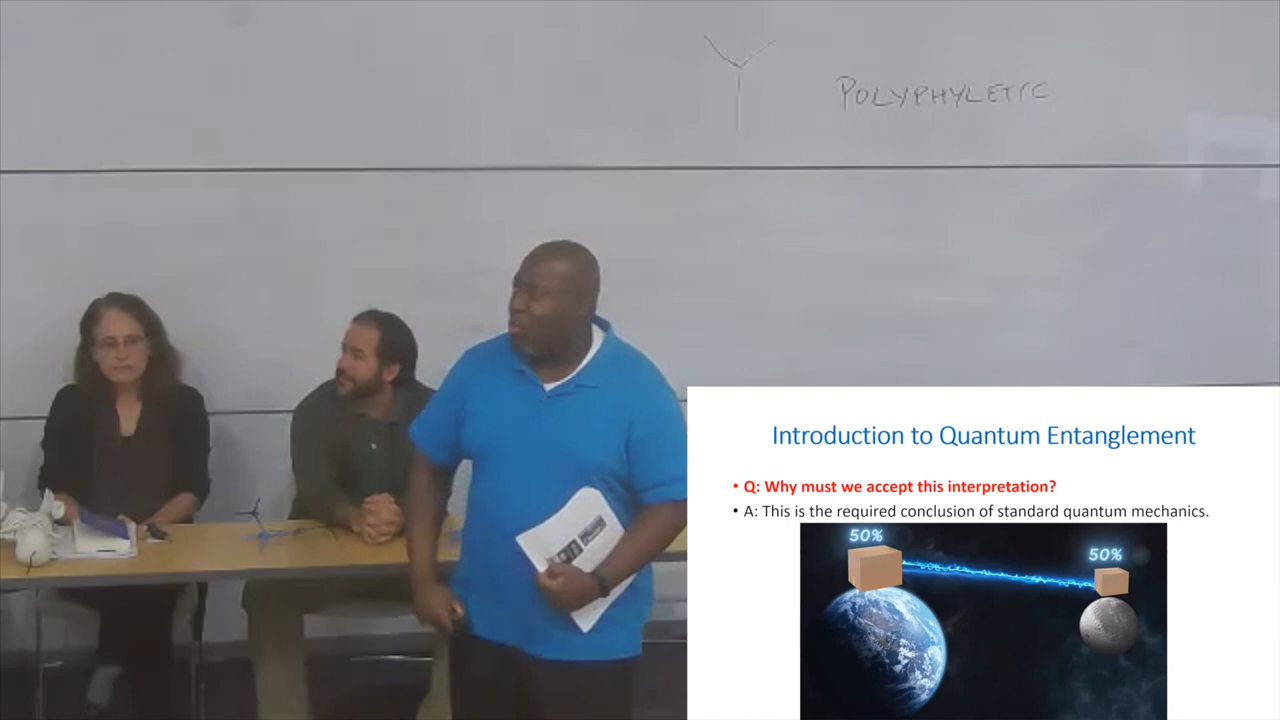 POLYPHYLETIC
Introduction to Quantum Entanglement
• Q: Why must we accept this interpretation?
• A: This is the required conclusion of standard quantum mechanics.
50%
50%